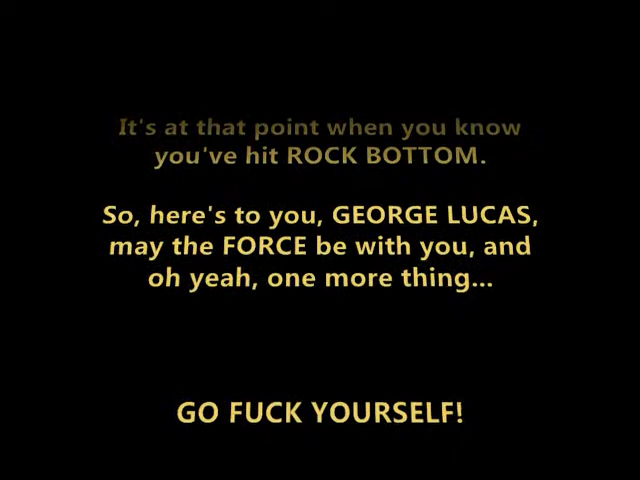 It's at that point when you know
you've hit ROCK BOTTOM.
So, here's to you, GEORGE LUCAS,
may the FORCE be with you, and
oh yeah, one more thing...
GO FUCK YOURSELF!